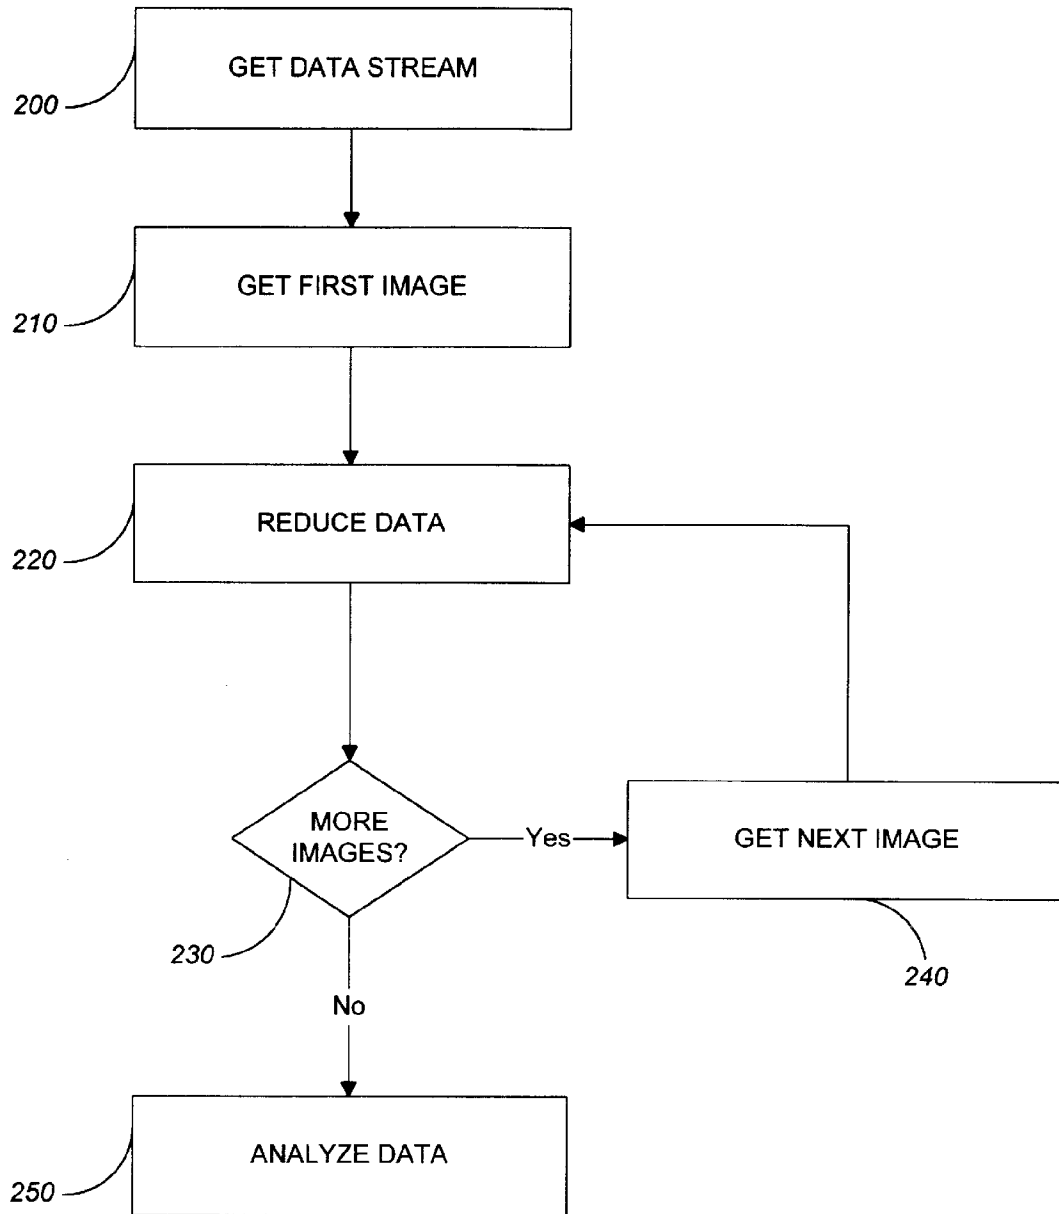 GET DATA STREAM
200
GET FIRST IMAGE
210
REDUCE DATA
220
MORE
IMAGES?
Yes
GET NEXT IMAGE
230
240
No
ANALYZE DATA
250